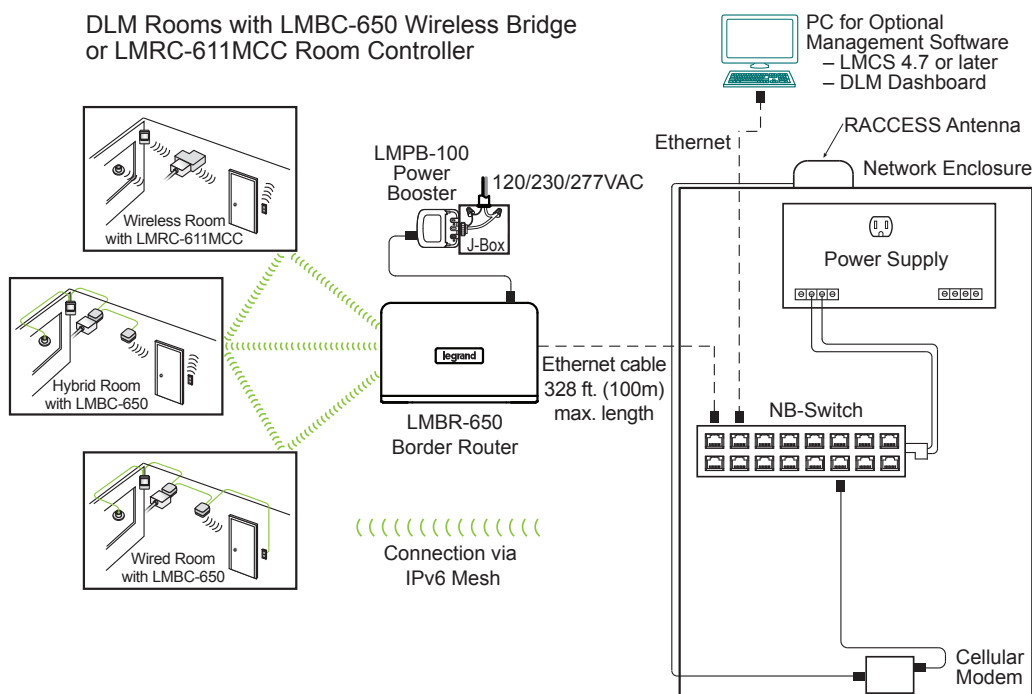 DLM Rooms with LMBC-650 Wireless Bridge
or LMRC-611MCC Room Controller
PC for Optional
Management Software
– LMCS 4.7 or later
– DLM Dashboard
Ethernet
RACCESS Antenna
Network Enclosure
LMPB-100
Power
Booster
120/230/277VAC
J-Box
Wireless Room
with LMRC-611MCC
Power Supply
Hybrid Room
with LMBC-650
legrand
Ethernet cable
328 ft. (100m)
max. length
LMBR-650
Border Router
NB-Switch
Wired Room
with LMBC-650
Connection via
IPv6 Mesh
Cellular
Modem